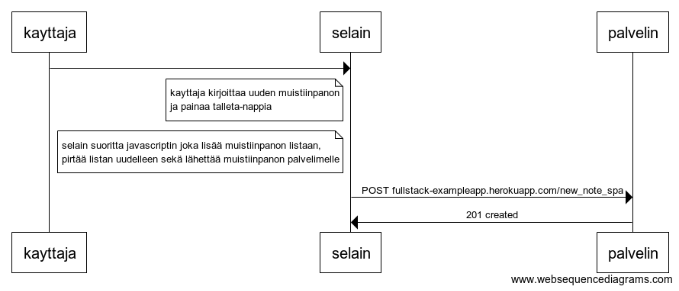 kayttaja selain palvelin
kayttaja kirjoittaa uuden muistiinpanon
ja painaa talleta-nappia
selain suoritta javascriptin joka lisää muistiinpanon listaan,
pirtää listan uudelleen sekä lähettää muistiinpanon palvelimelle
POST fullstack-exampleapp.herokuapp.com/new_note_spa
201 created
kayttaja selain palvelin
www.websequencediagrams.com